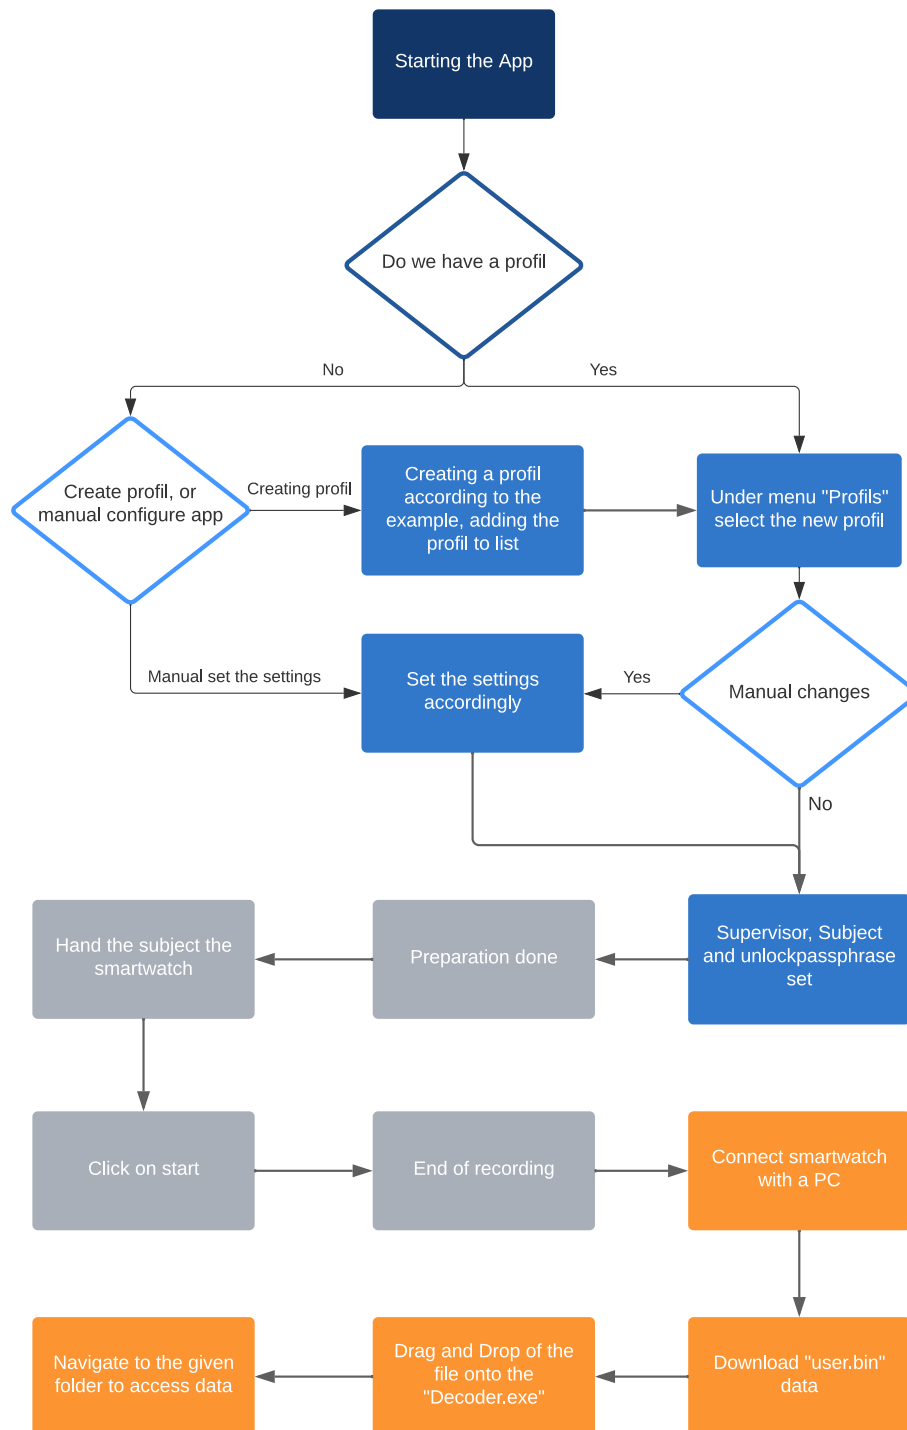 Starting the App
Do we have a profil
No
Yes
Create profil, or
manual configure app
Creating profil
Creating a profil
according to the
example, adding the
profil to list
Under menu "Profils"
select the new profil
Manual set the settings
Set the settings
accordingly
Yes
Manual changes
No
Hand the subject the
smartwatch
Preparation done
Supervisor, Subject
and unlockpassphrase
set
Click on start
End of recording
Connect smartwatch
with a PC
Navigate to the given
folder to access data
Drag and Drop of the
file onto the
"Decoder.exe"
Download "user.bin"
data